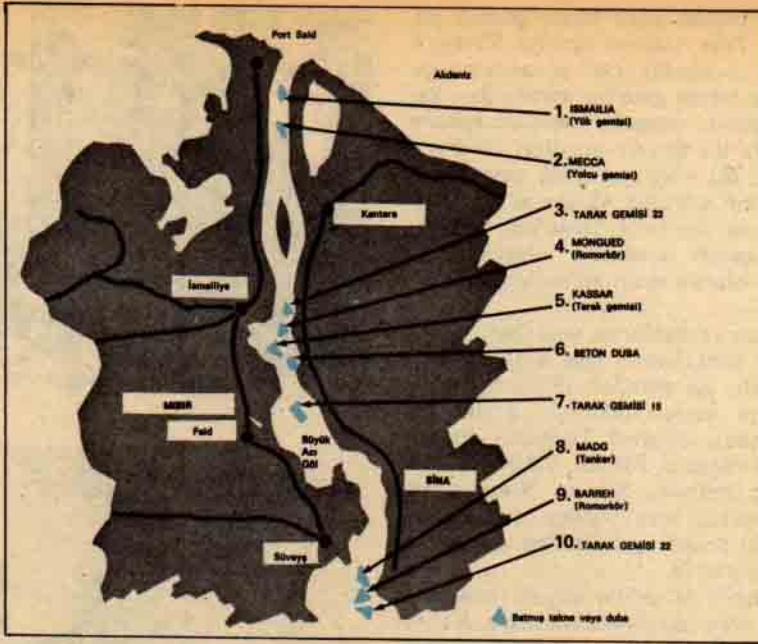 Port Said
Akdeniz
1. ISMAILIA
(Yük gemisi)
2. MECCA
(Yolcu gemisi)
Kantara
3. TARAK GEMİSİ 23
4. MONGUED
(Romorkör)
İsmailiye
5. KASSAR
(Tarak gemisi)
6. BETON DUBA
MISIR
7. TARAK GEMİSİ 15
Faid
Büyük
Acı
Göl
8. MADG
(Tanker)
SİNA
9. BARREH
(Romorkör)
Süveyş
10. TARAK GEMİSİ 22
Batmış tekne veya duba